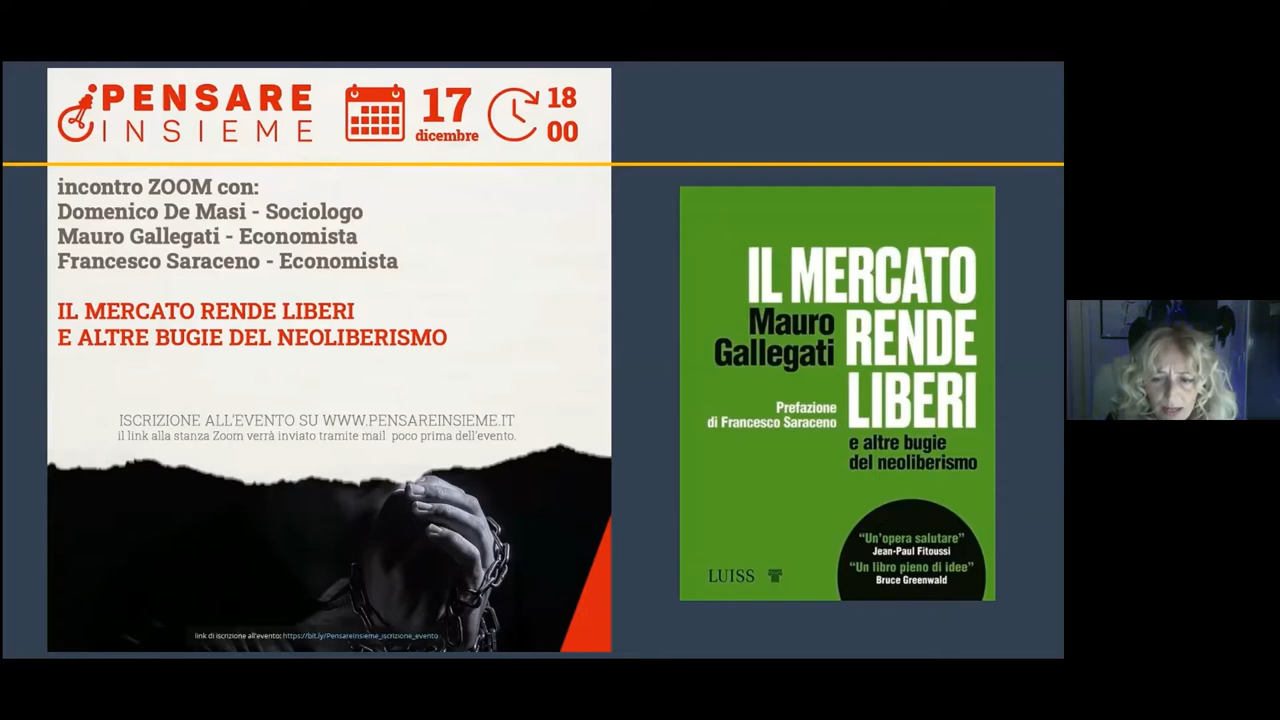 PENSARE
INSIEME
17
dicembre
18
00
incontro ZOOM con:
Domenico De Masi - Sociologo
Mauro Gallegati - Economista
Francesco Saraceno - Economista
IL MERCATO RENDE LIBERI
E ALTRE BUGIE DEL NEOLIBERISMO
ISCRIZIONE ALL'EVENTO SU WWW.PENSAREINSIEME.IT
il link alla stanza Zoom verrà inviato tramite mail poco prima dell'evento.
link di iscrizione all'evento: https://bit.ly/PensareInsieme_iscrizione_evento
IL MERCATO
RENDE
LIBERI
Mauro
Gallegati
Prefazione
di Francesco Saraceno
e altre bugie
del neoliberismo
“Un'opera salutare”
Jean-Paul Fitoussi
“Un libro pieno di idee”
Bruce Greenwald
LUISS